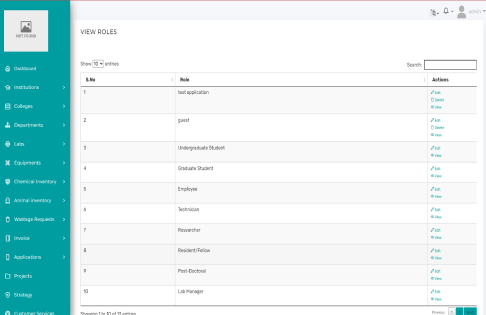 NOT FOUND
admin
VIEW ROLES
Show 10 entries
Search:
S.No Role Actions
1 test application Edit
Delete
View
2 guest Edit
Delete
View
3 Undergraduate Student Edit
View
4 Graduate Student Edit
View
5 Employee Edit
View
6 Technician Edit
View
7 Researcher Edit
View
8 Resident/Fellow Edit
View
9 Post-Doctoral Edit
View
10 Lab Manager Edit
View
Showing 1 to 10 of 11 entries
Previous
Dashboard
Institutions
Colleges
Departments
Labs
Equipments
Chemical Inventory
Animal inventory
Wastage Requests
Invoice
Applications
Projects
Strategy
Customer Services